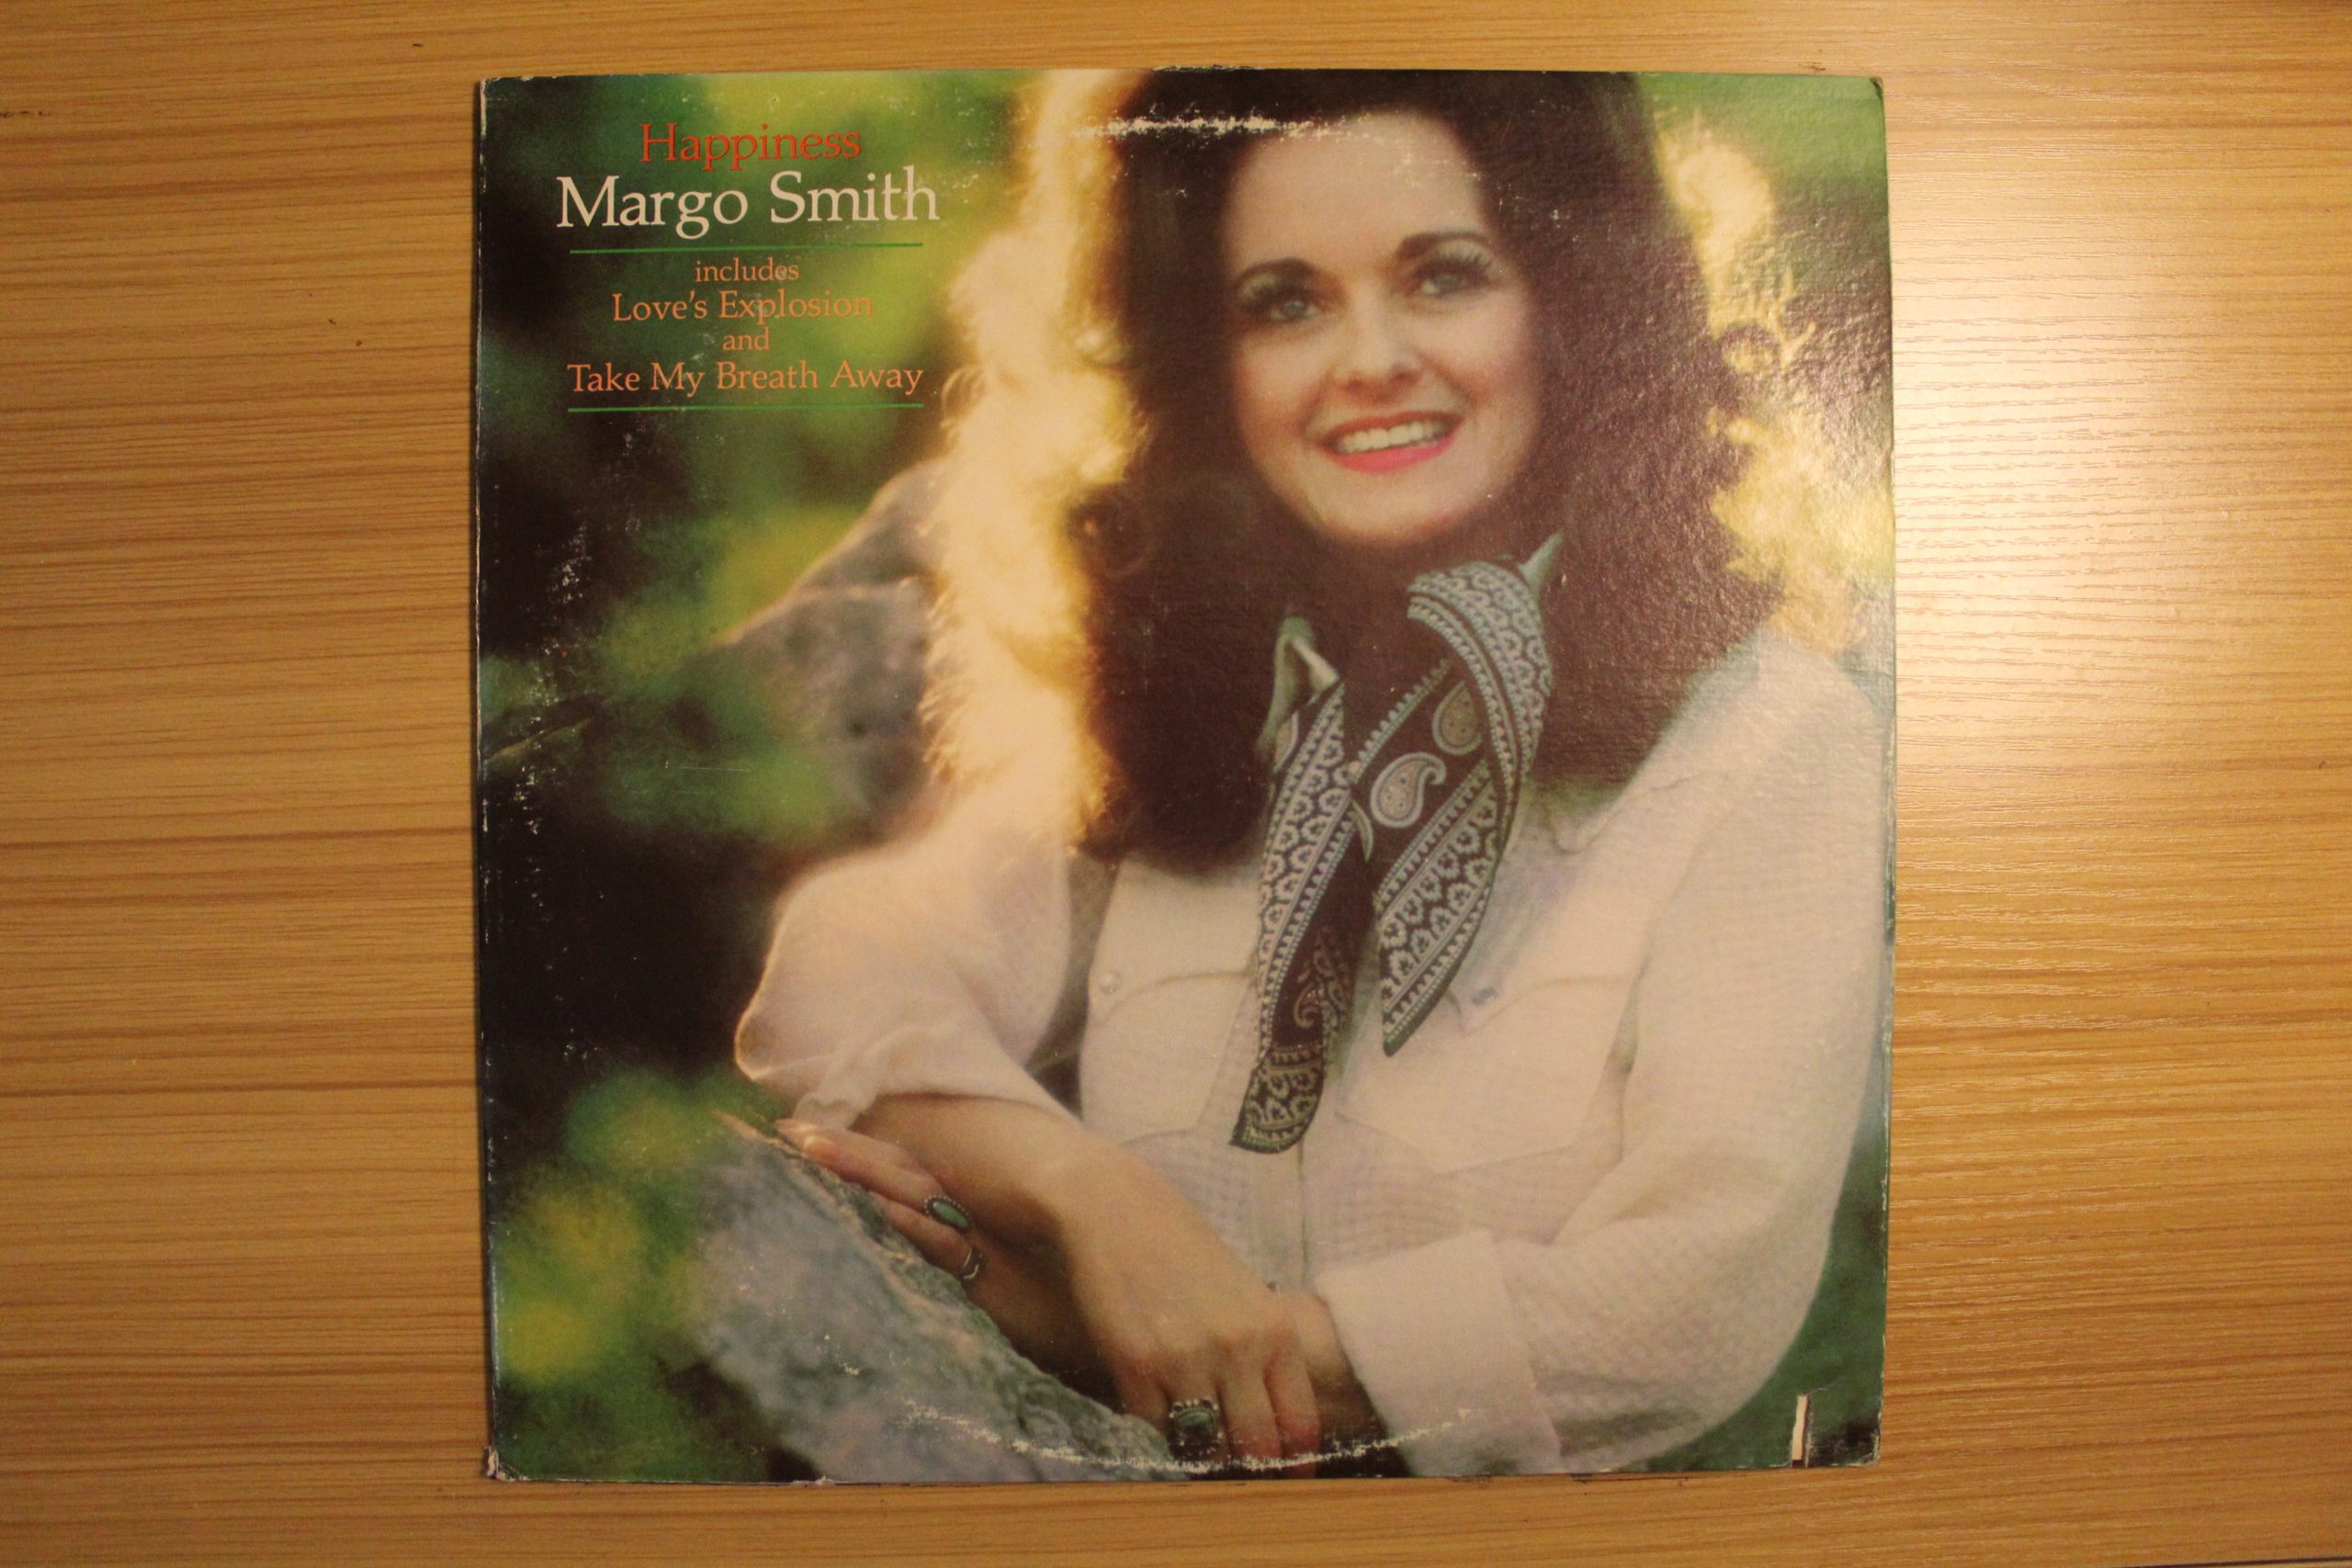 Happiness
Margo Smith
includes
Love's Explosion
and
Take My Breath Away